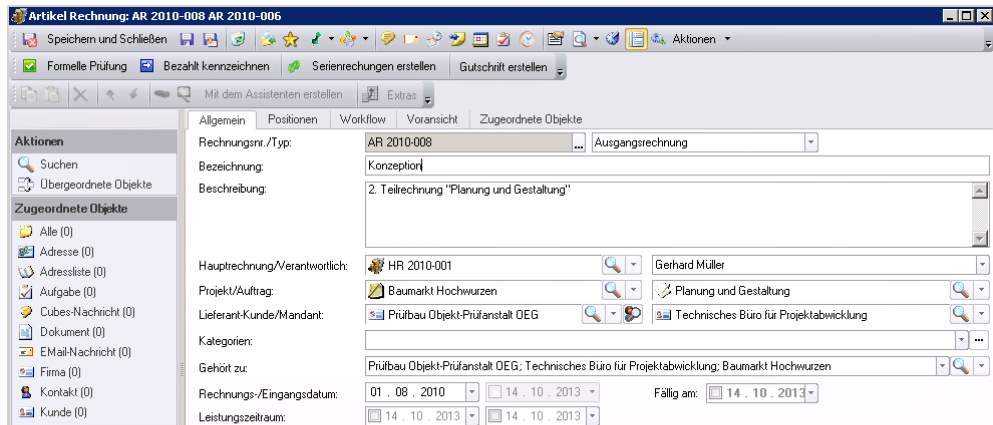 Artikel Rechnung: AR 2010-008 AR 2010-006
Speichern und Schließen Aktionen
Formelle Prüfung Bezahlt kennzeichnen Serienrechungen erstellen Gutschrift erstellen
Mit dem Assistenten erstellen Extras
Allgemein Positionen Workflow Voransicht Zugeordnete Objekte
Aktionen
Suchen
Übergeordnete Objekte
Zugeordnete Objekte
Alle (0)
Adresse (0)
Adressliste (0)
Aufgabe (0)
Cubes-Nachricht (0)
Dokument (0)
EMail-Nachricht (0)
Firma (0)
Kontakt (0)
Kunde (0)
Rechnungsnr./Typ: AR 2010-008 ... Ausgangsrechnung
Bezeichnung: Konzeption
Beschreibung: 2. Teilrechnung "Planung und Gestaltung"
Hauptrechnung/Verantwortlich: HR 2010-001 Gerhard Müller
Projekt/Auftrag: Baumarkt Hochwurzen Planung und Gestaltung
Lieferant-Kunde/Mandant: Prüfbau Objekt-Prüfanstalt OEG Technisches Büro für Projektabwicklung
Kategorien: ...
Gehört zu: Prüfbau Objekt-Prüfanstalt OEG; Technisches Büro für Projektabwicklung; Baumarkt Hochwurzen
Rechnungs-/Eingangsdatum: 01 . 08 . 2010 14 . 10 . 2013 Fällig am: 14 . 10 . 2013
Leistungszeitraum: 14 . 10 . 2013 14 . 10 . 2013